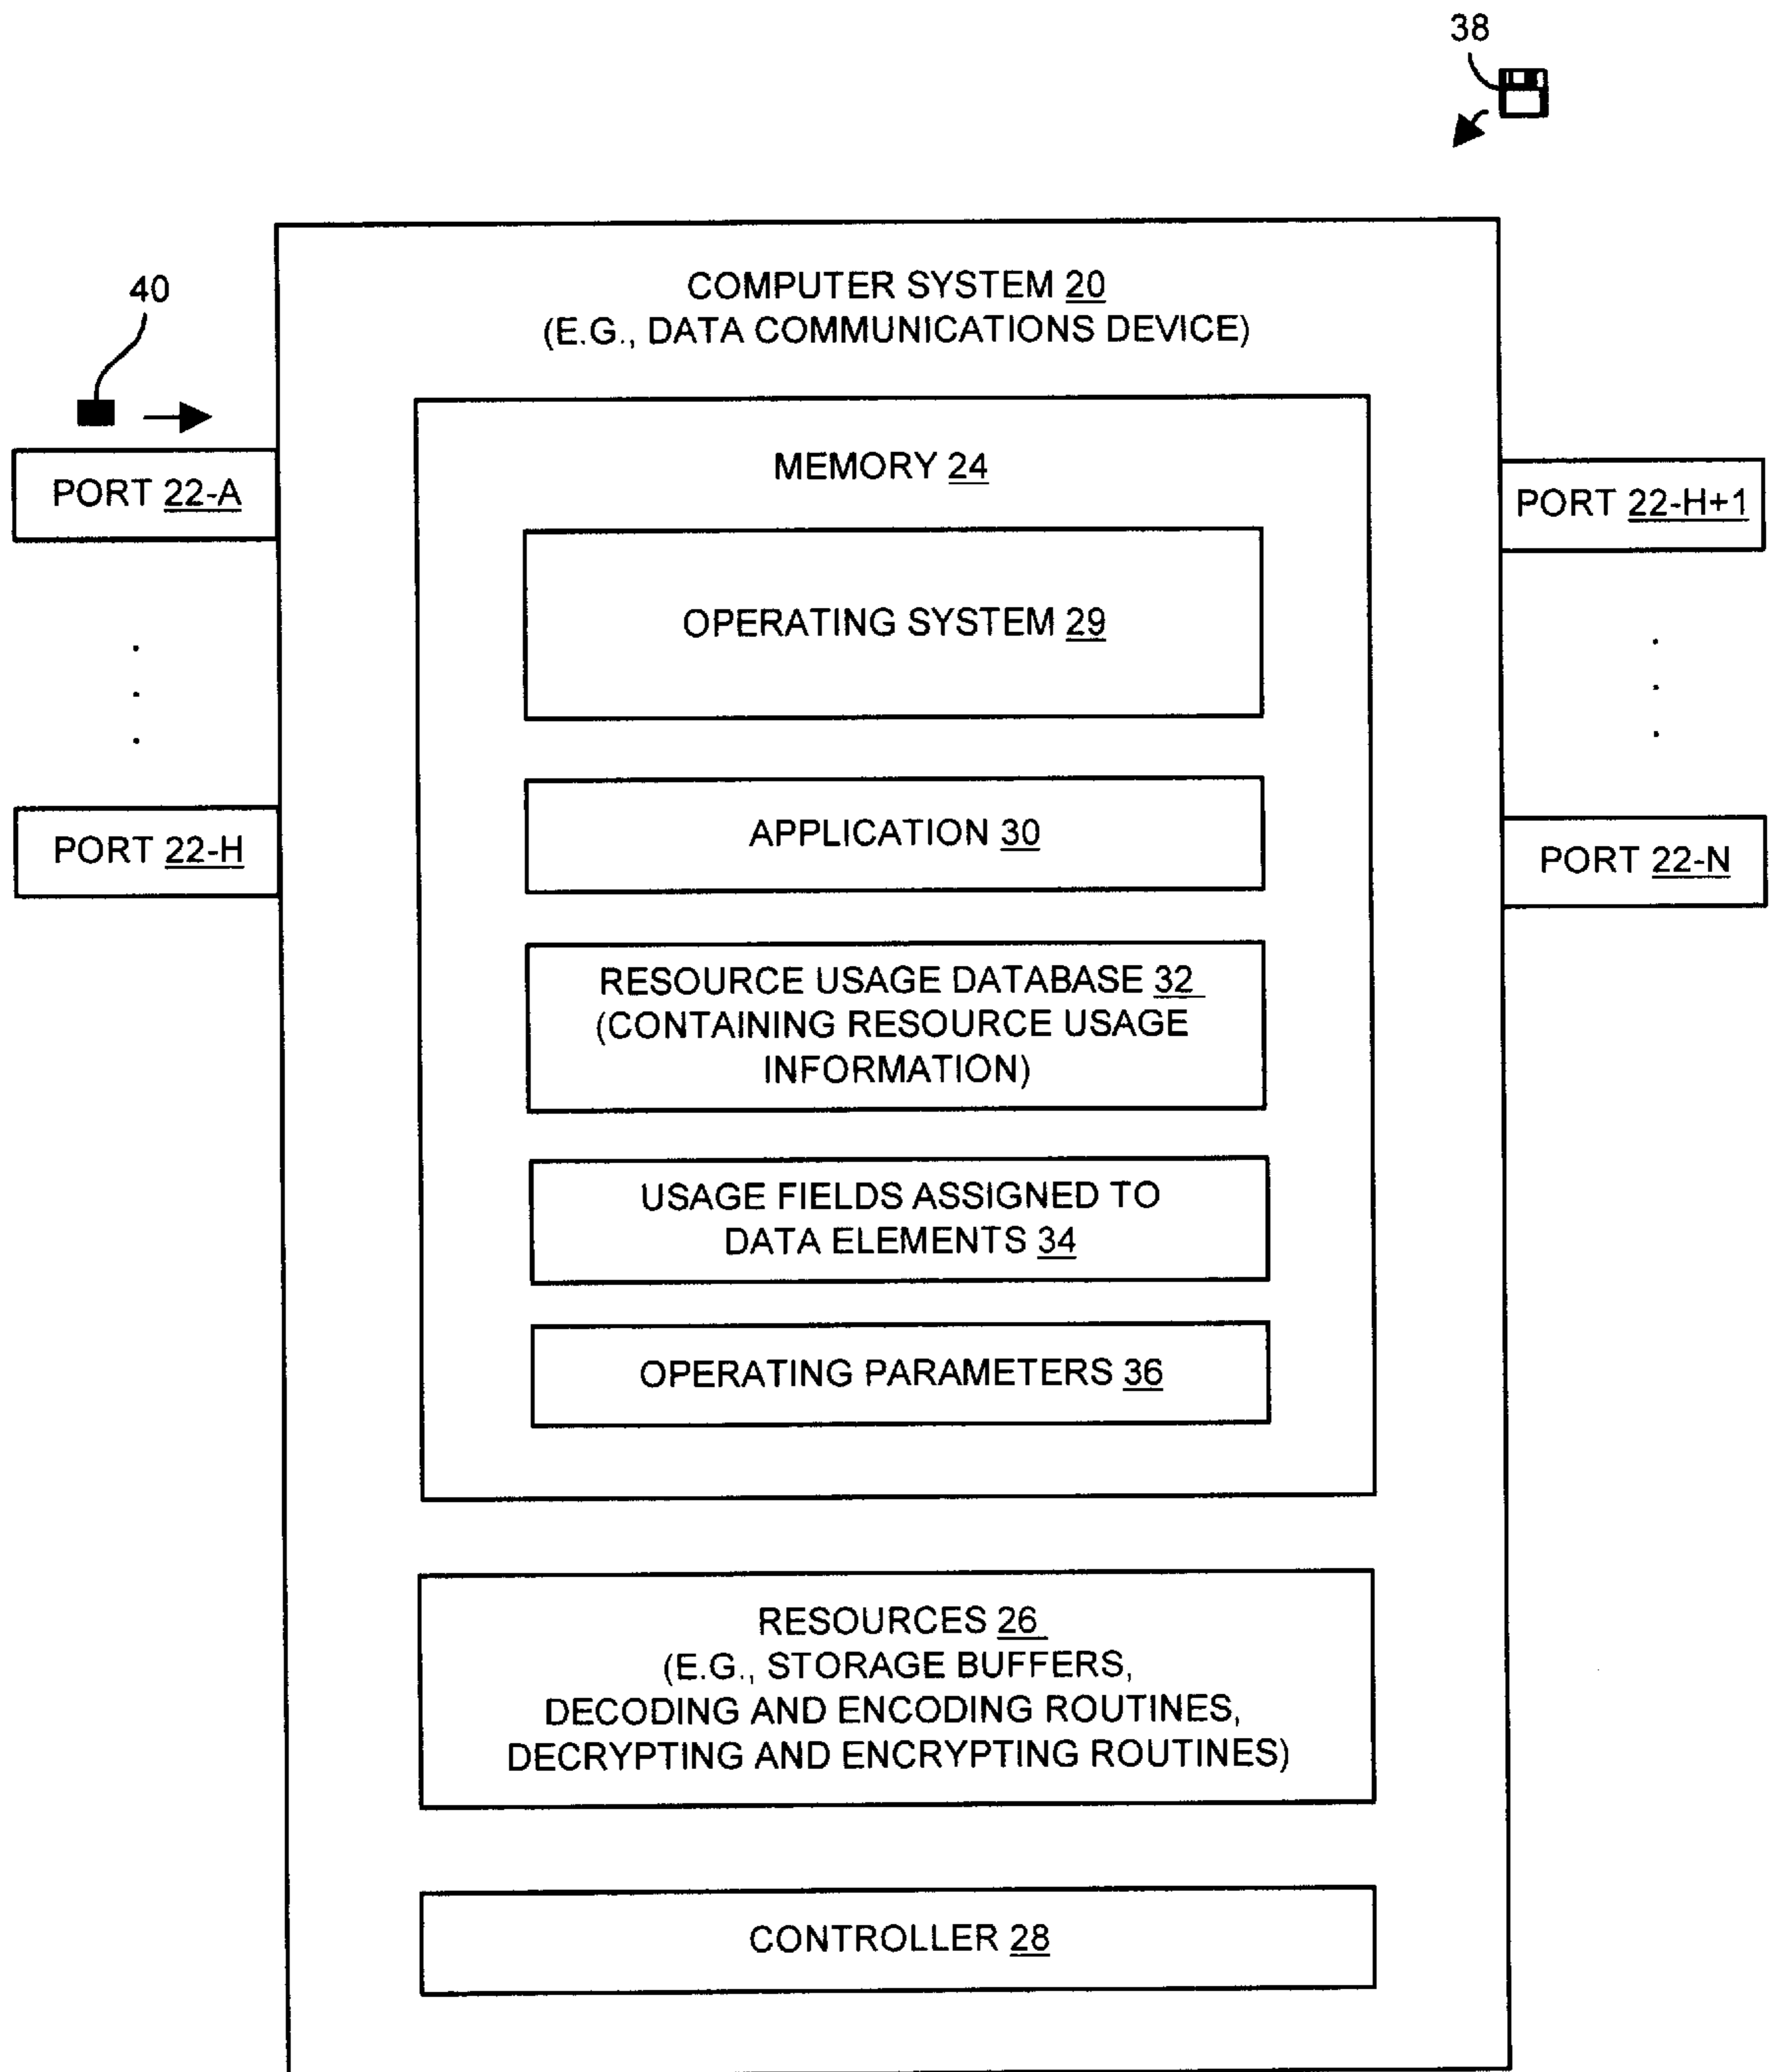 38
COMPUTER SYSTEM 20
(E.G., DATA COMMUNICATIONS DEVICE)
40
MEMORY 24
PORT 22-A
PORT 22-H+1
OPERATING SYSTEM 29
APPLICATION 30
PORT 22-H
PORT 22-N
RESOURCE USAGE DATABASE 32
(CONTAINING RESOURCE USAGE
INFORMATION)
USAGE FIELDS ASSIGNED TO
DATA ELEMENTS 34
OPERATING PARAMETERS 36
RESOURCES 26
(E.G., STORAGE BUFFERS,
DECODING AND ENCODING ROUTINES,
DECRYPTING AND ENCRYPTING ROUTINES)
CONTROLLER 28